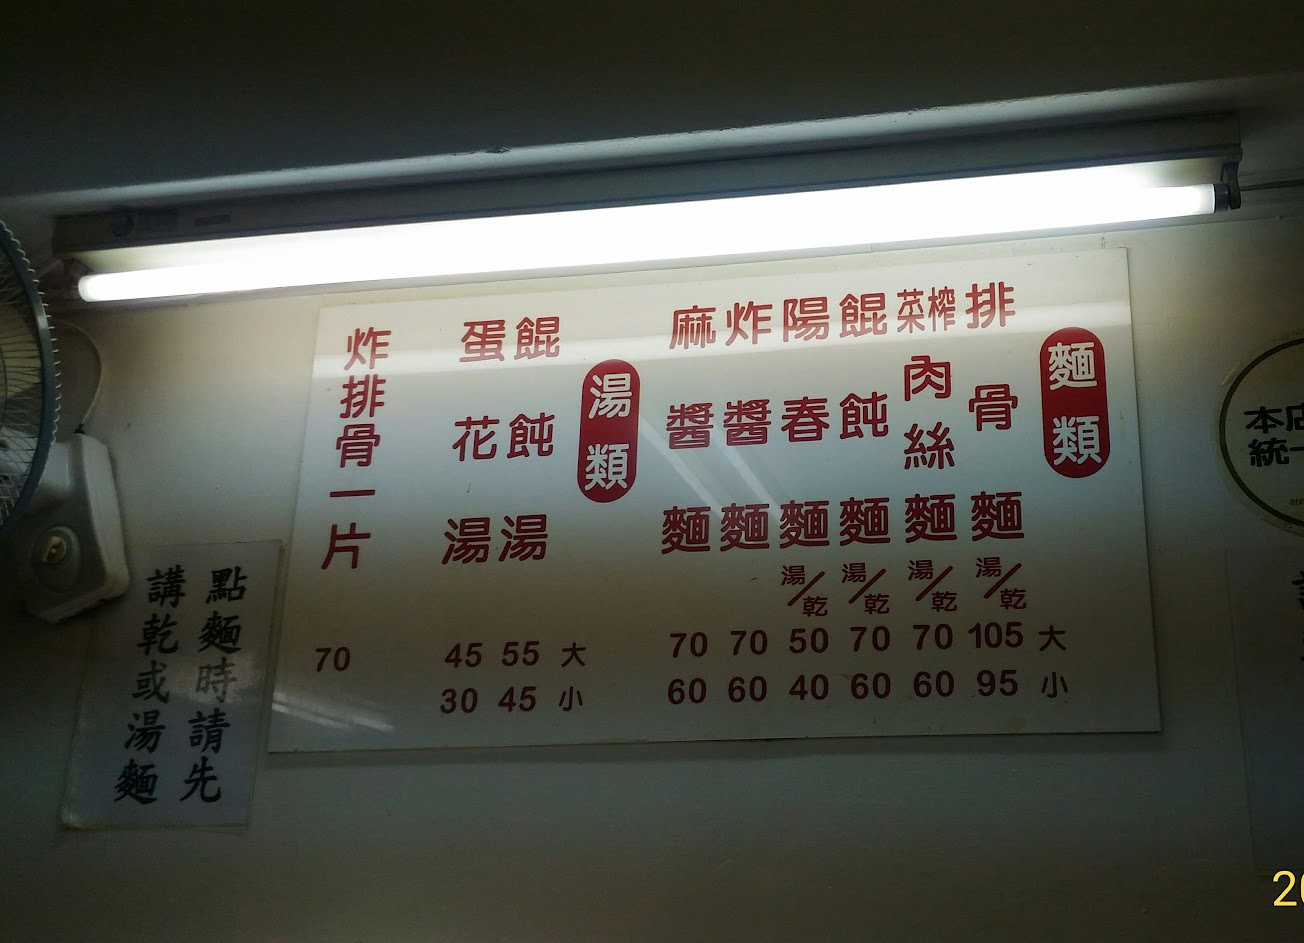 麵類
排骨麵 湯/乾 105 95
榨菜肉絲麵 湯/乾 70 60
餛飩麵 湯/乾 70 60
陽春麵 湯/乾 50 40
炸醬麵 70 60
麻醬麵 70 60
大
小
湯類
餛飩湯 55 45
蛋花湯 45 30
大
小
炸排骨一片 70
點麵時請先
講乾或湯麵
本店
統一
20